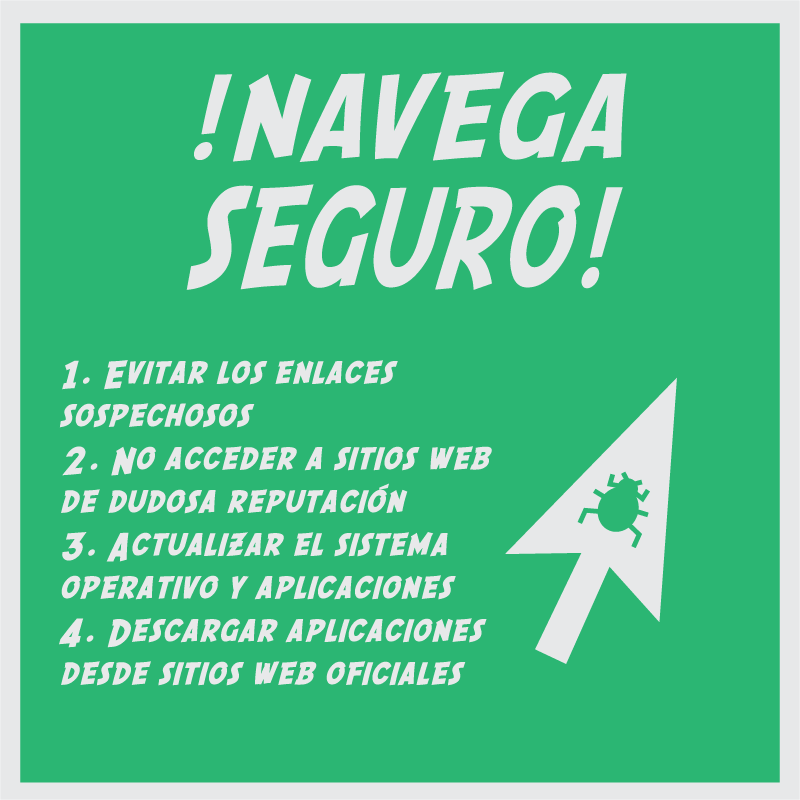 !NAVEGA
SEGURO!
1. EVITAR LOS ENLACES
SOSPECHOSOS
2. NO ACCEDER A SITIOS WEB
DE DUDOSA REPUTACIÓN
3. ACTUALIZAR EL SISTEMA
OPERATIVO Y APLICACIONES
4. DESCARGAR APLICACIONES
DESDE SITIOS WEB OFICIALES